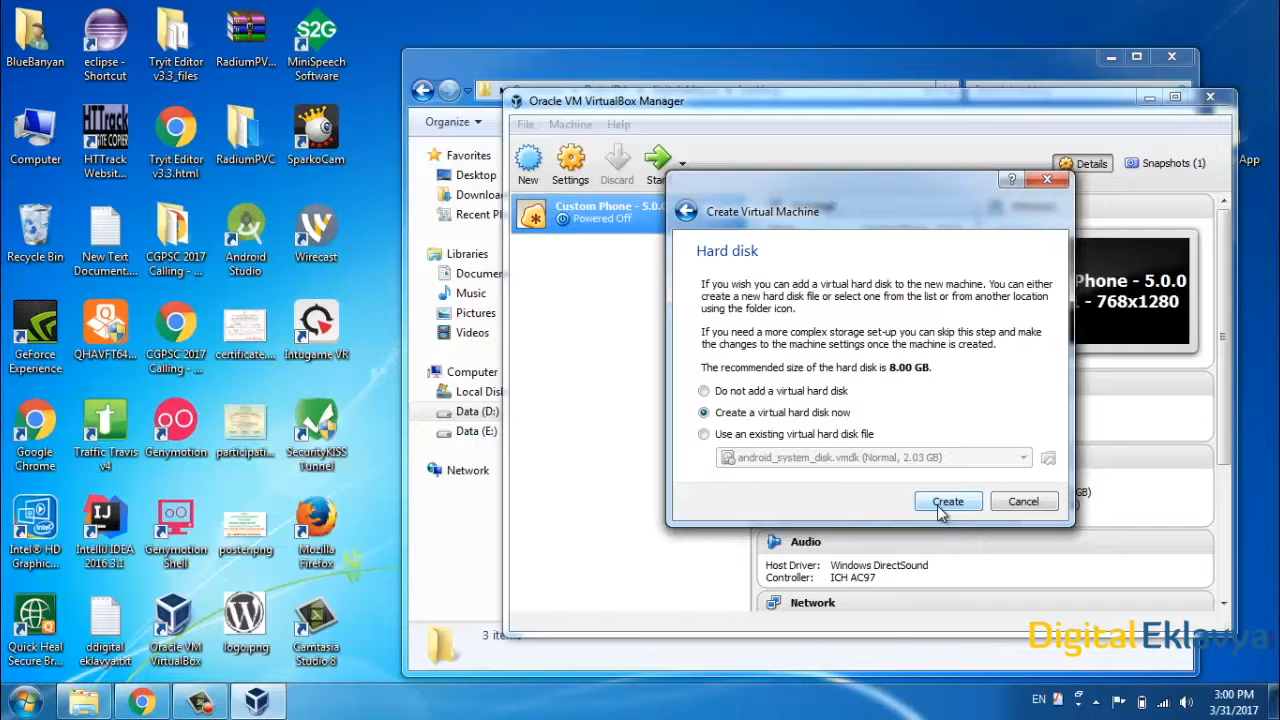 BlueBanyan
eclipse -
Shortcut
Tryit Editor
v3.3_files
RadiumPV...
S2G
MiniSpeech
Software
Computer
HTTrack
SITE COPIER
HTTrack
Website...
Tryit Editor
v3.3.html
RadiumPVC
SparkoCam
Recycle Bin
New Text
Document....
CGPSC 2017
Calling - ...
Android
Studio
Wirecast
GeForce
Experience
QHAVFT64...
CGPSC 2017
Calling - ...
certificate....
Intugame VR
Google
Chrome
Traffic Travis
v4
Genymotion
participati...
SecurityKISS
Tunnel
intel
Intel® HD
Graphic...
IJ
IntelliJ IDEA
2016.3.1
Genymotion
Shell
poster.png
Mozilla
Firefox
Quick Heal
Secure Br...
ddigital
eklavya.txt
Oracle VM
VirtualBox
logo.png
Camtasia
Studio 8
App
Organize
Favorites
Desktop
Downloa
Recent P
Libraries
Documen
Music
Pictures
Videos
Computer
Local Disk
Data (D:)
Data (E:)
Network
3 items
Oracle VM VirtualBox Manager
File Machine Help
New
Settings
Discard
Star
Details
Snapshots (1)
Custom Phone - 5.0.0
Powered Off
Phone - 5.0.0
- 768x1280
Create Virtual Machine
Hard disk
If you wish you can add a virtual hard disk to the new machine. You can either
create a new hard disk file or select one from the list or from another location
using the folder icon.
If you need a more complex storage set-up you can skip this step and make
the changes to the machine settings once the machine is created.
The recommended size of the hard disk is 8.00 GB.
Do not add a virtual hard disk
Create a virtual hard disk now
Use an existing virtual hard disk file
android_system_disk.vmdk (Normal, 2.03 GB)
Create
Cancel
GB)
Audio
Host Driver: Windows DirectSound
Controller: ICH AC97
Network
Digital Eklavya
EN
3:00 PM
3/31/2017